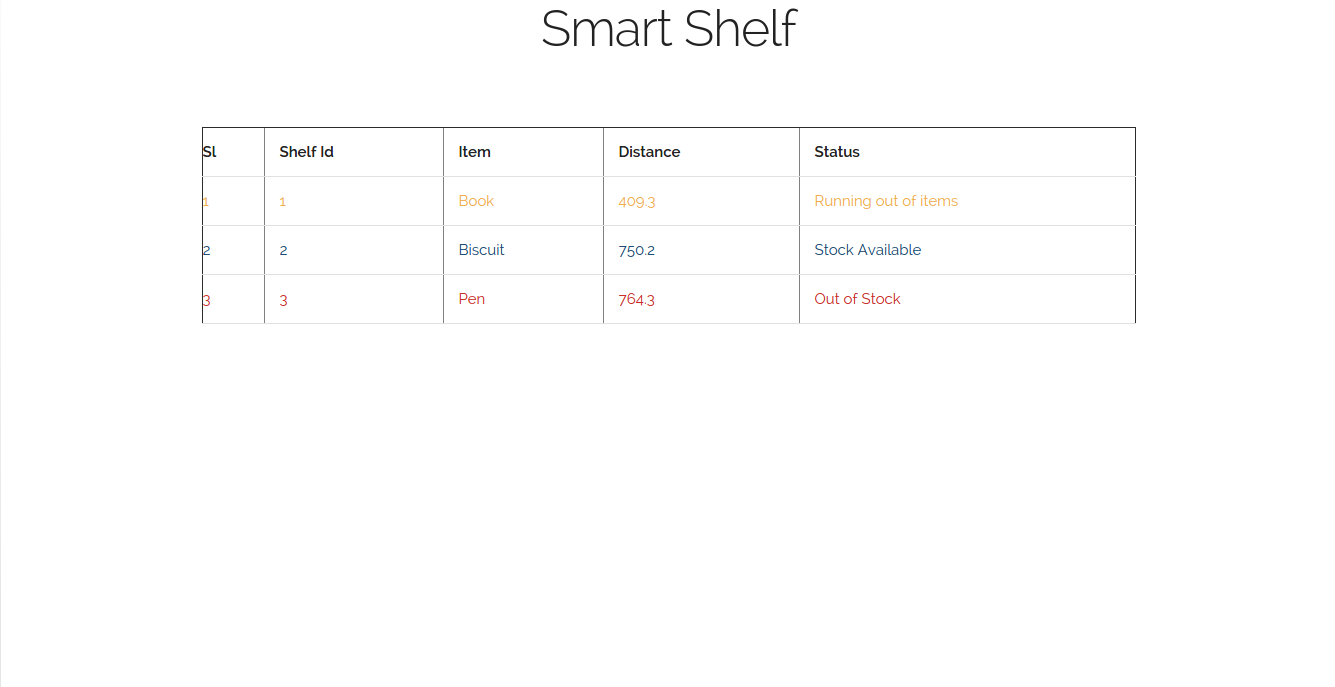 Smart Shelf
Sl Shelf Id Item Distance Status
1 1 Book 409.3 Running out of items
2 2 Biscuit 750.2 Stock Available
3 3 Pen 764.3 Out of Stock